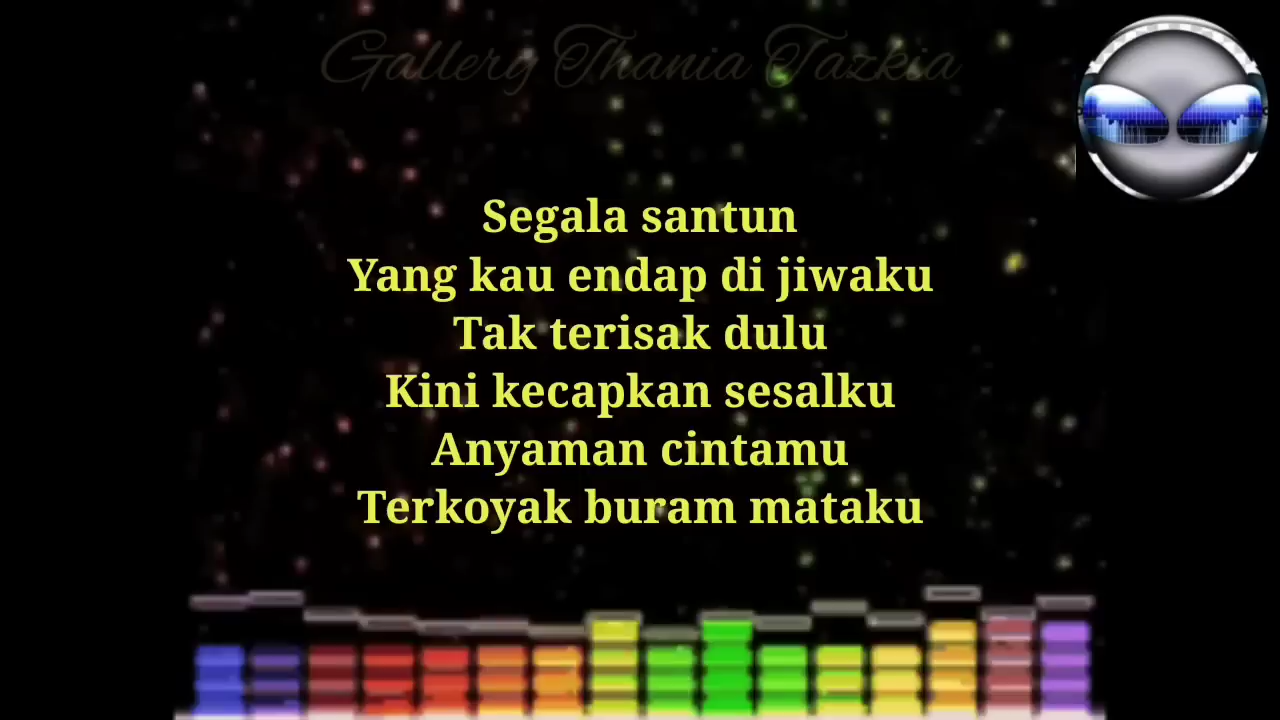 Gallery Thania Tazkia
Segala santun
Yang kau endap di jiwaku
Tak terisak dulu
Kini kecapkan sesalku
Anyaman cintamu
Terkoyak buram mataku